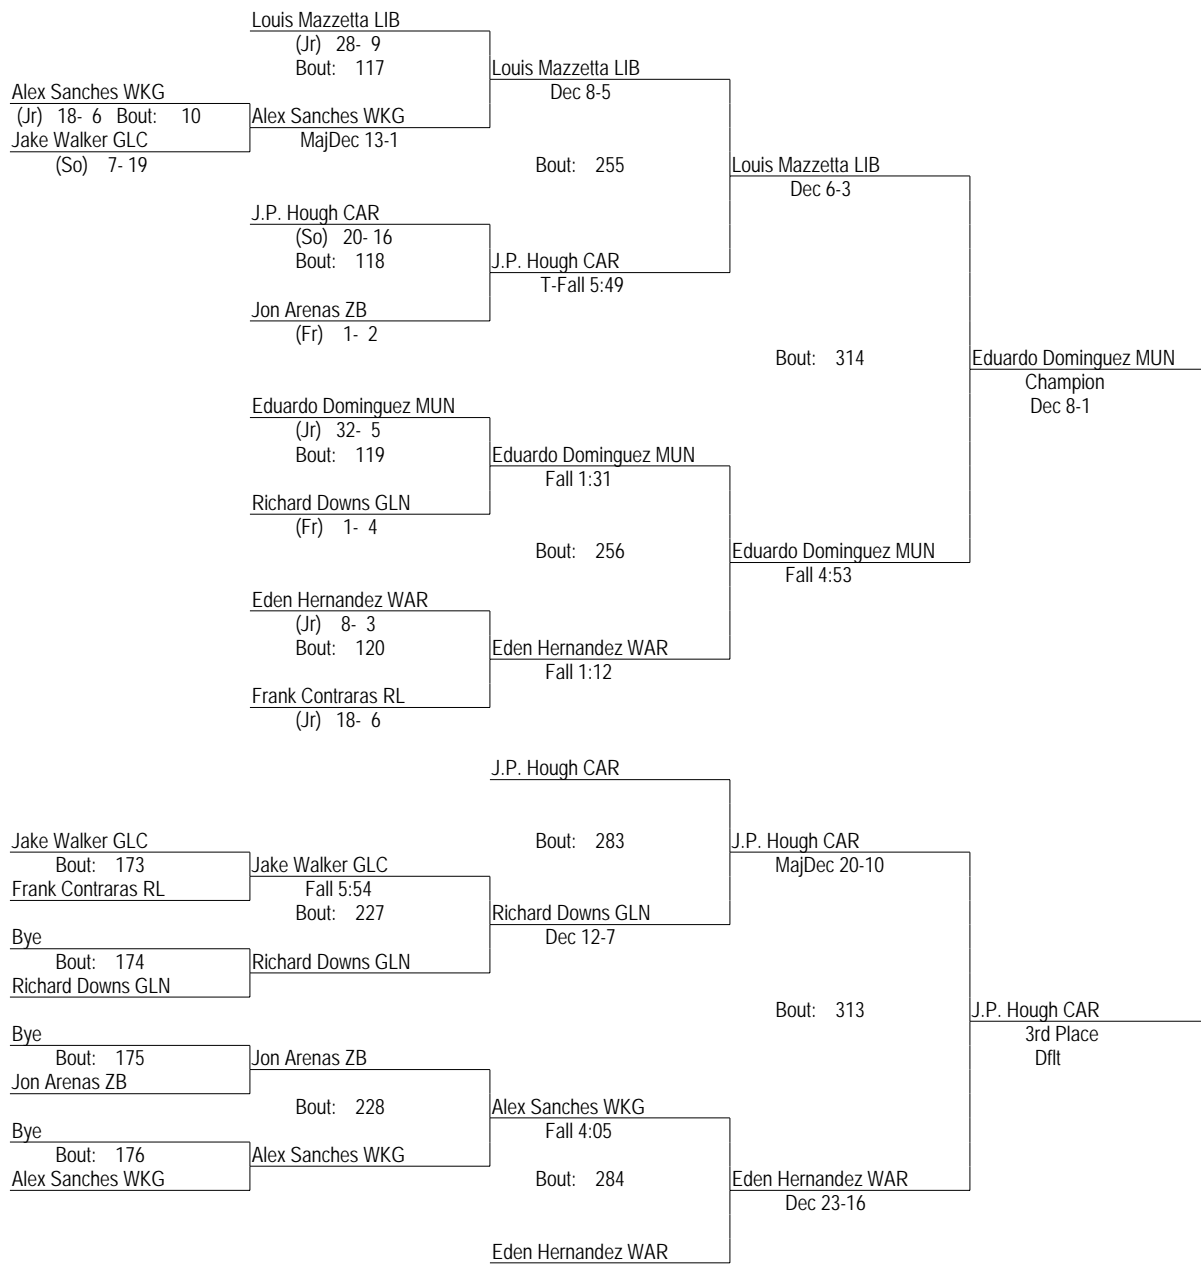 Louis Mazzetta LIB
(Jr) 28- 9
Bout: 117
Louis Mazzetta LIB
Dec 8-5
Alex Sanches WKG
(Jr) 18- 6 Bout: 10
Alex Sanches WKG
MajDec 13-1
Jake Walker GLC
(So) 7- 19
Bout: 255
Louis Mazzetta LIB
Dec 6-3
J.P. Hough CAR
(So) 20- 16
Bout: 118
J.P. Hough CAR
T-Fall 5:49
Jon Arenas ZB
(Fr) 1- 2
Bout: 314
Eduardo Dominguez MUN
Champion
Dec 8-1
Eduardo Dominguez MUN
(Jr) 32- 5
Bout: 119
Eduardo Dominguez MUN
Fall 1:31
Richard Downs GLN
(Fr) 1- 4
Bout: 256
Eduardo Dominguez MUN
Fall 4:53
Eden Hernandez WAR
(Jr) 8- 3
Bout: 120
Eden Hernandez WAR
Fall 1:12
Frank Contraras RL
(Jr) 18- 6
J.P. Hough CAR
Bout: 283
J.P. Hough CAR
MajDec 20-10
Jake Walker GLC
Bout: 173
Jake Walker GLC
Fall 5:54
Frank Contraras RL
Bout: 227
Richard Downs GLN
Dec 12-7
Bye
Bout: 174
Richard Downs GLN
Richard Downs GLN
Bout: 313
J.P. Hough CAR
3rd Place
Dflt
Bye
Bout: 175
Jon Arenas ZB
Jon Arenas ZB
Bout: 228
Alex Sanches WKG
Fall 4:05
Bye
Bout: 176
Alex Sanches WKG
Alex Sanches WKG
Bout: 284
Eden Hernandez WAR
Dec 23-16
Eden Hernandez WAR